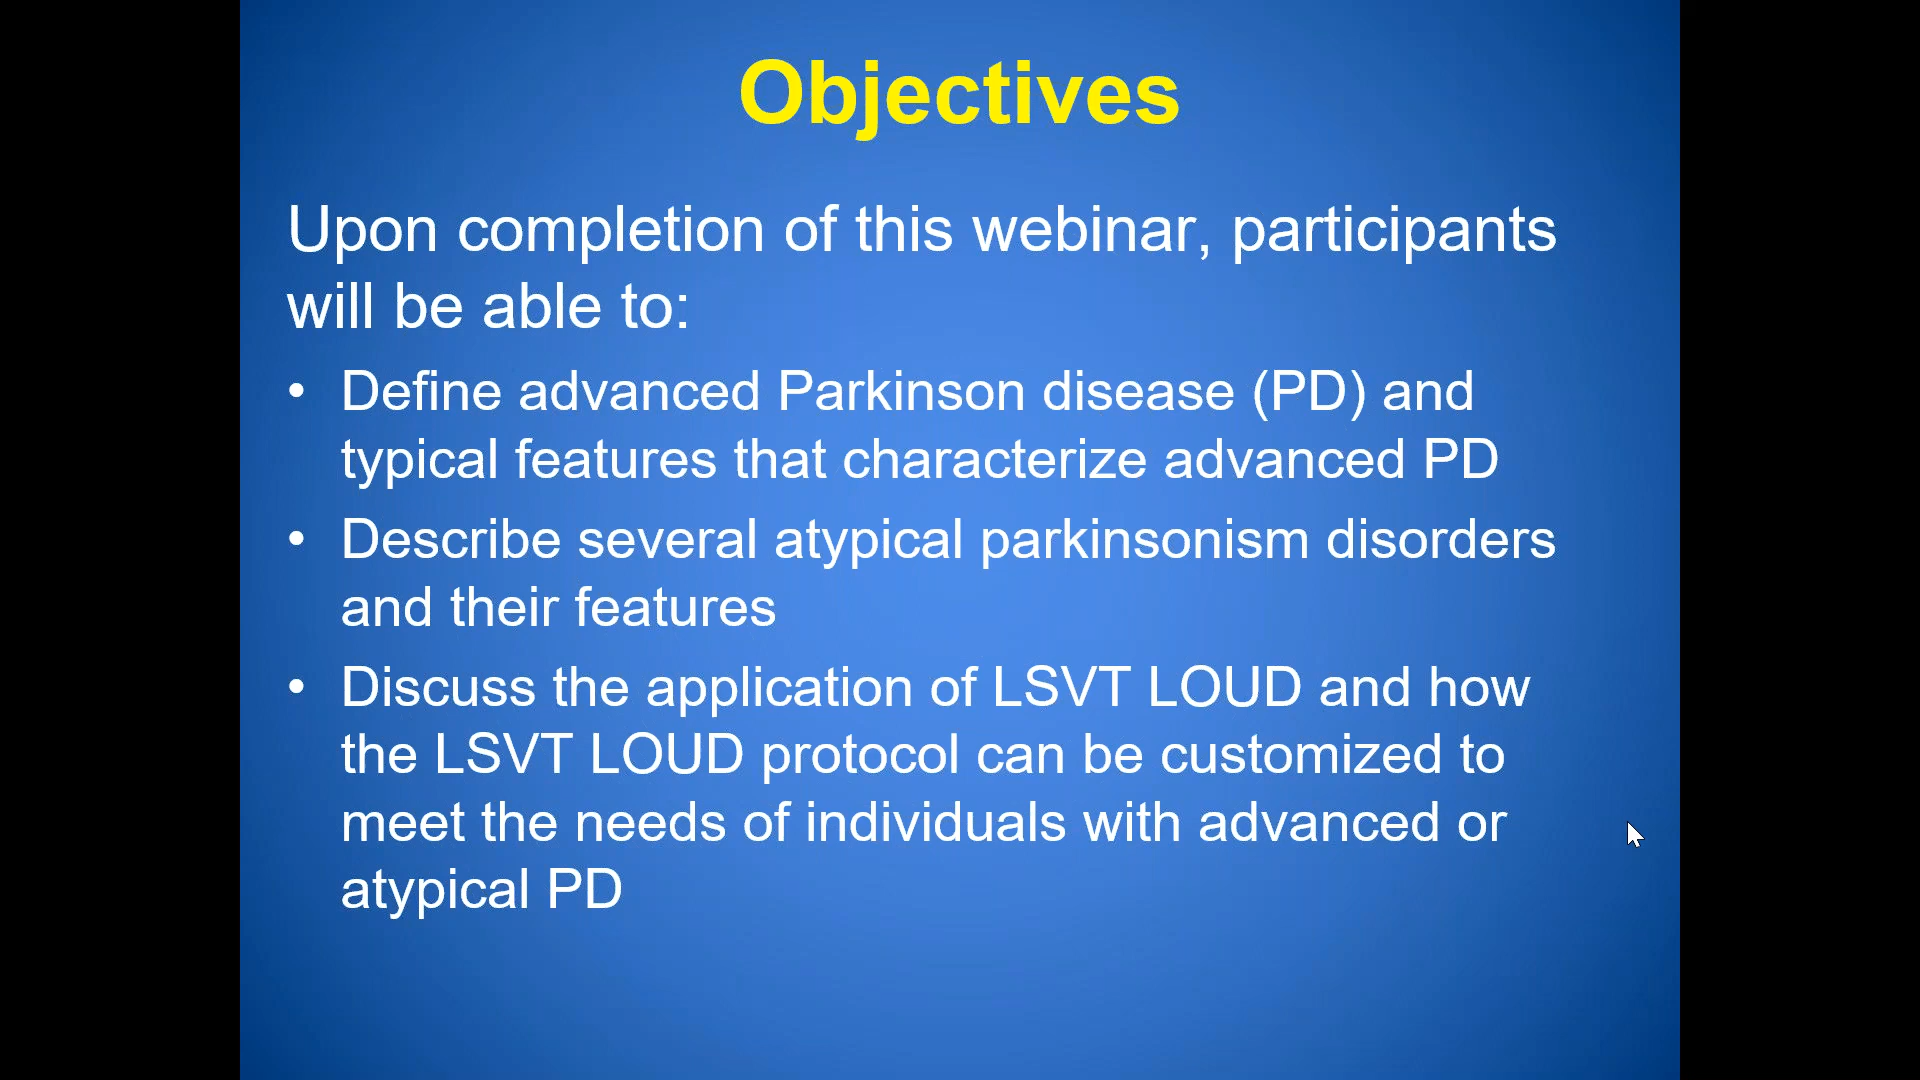 Objectives
Upon completion of this webinar, participants
will be able to:
• Define advanced Parkinson disease (PD) and
typical features that characterize advanced PD
• Describe several atypical parkinsonism disorders
and their features
• Discuss the application of LSVT LOUD and how
the LSVT LOUD protocol can be customized to
meet the needs of individuals with advanced or
atypical PD